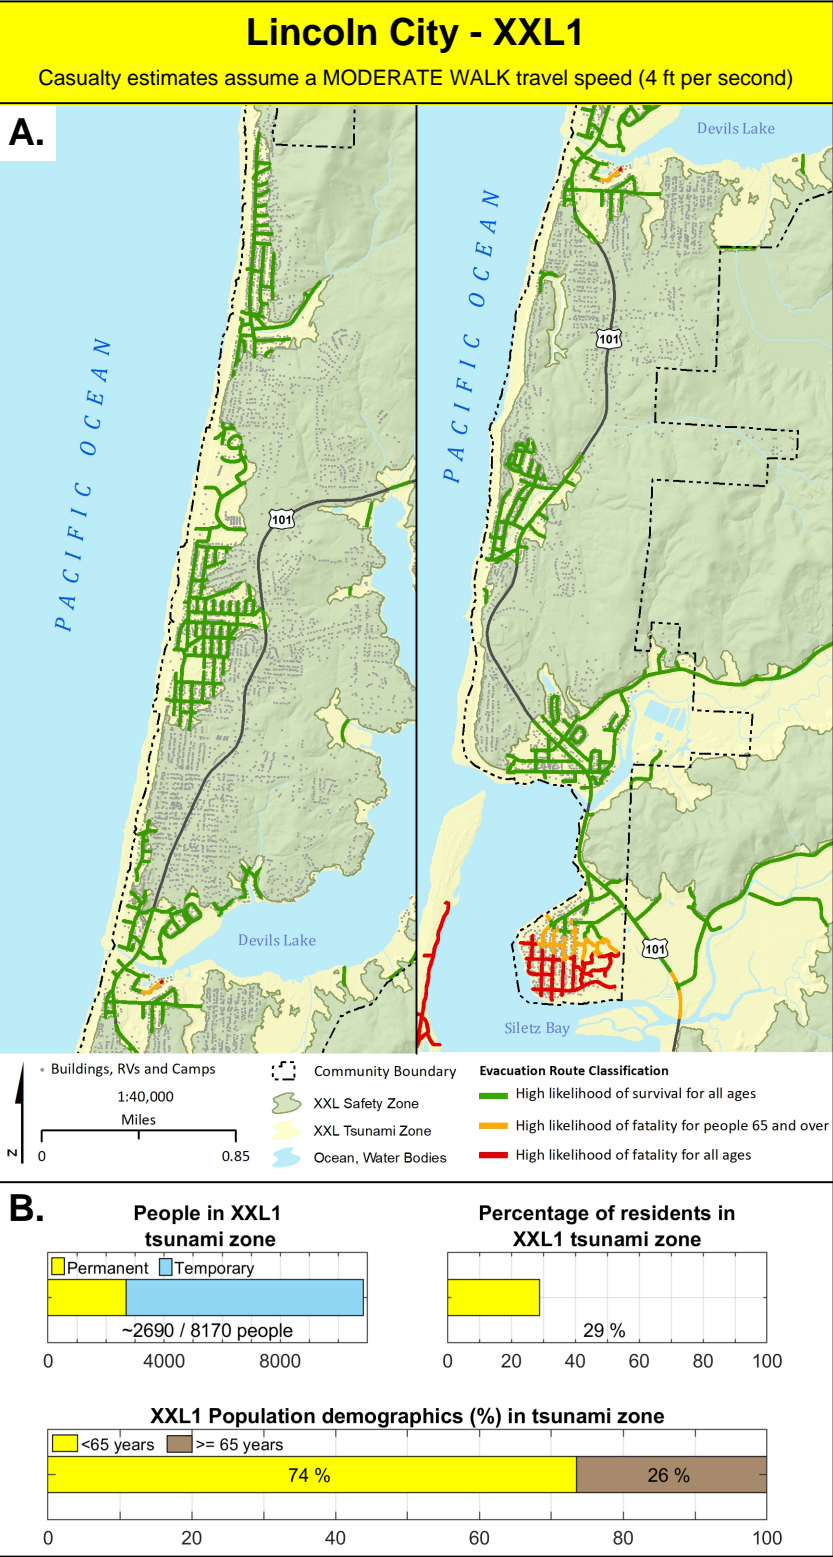 Lincoln City - XXL1
Casualty estimates assume a MODERATE WALK travel speed (4 ft per second)
A.
PACIFIC OCEAN
101
Devils Lake
Devils Lake
PACIFIC OCEAN
101
101
Siletz Bay
N
Buildings, RVs and Camps
1:40,000
Miles
0 0.85
Community Boundary
XXL Safety Zone
XXL Tsunami Zone
Ocean, Water Bodies
Evacuation Route Classification
High likelihood of survival for all ages
High likelihood of fatality for people 65 and over
High likelihood of fatality for all ages
B.
People in XXL1
tsunami zone
Permanent Temporary
~2690 / 8170 people
0 4000 8000
Percentage of residents in
XXL1 tsunami zone
29 %
0 20 40 60 80 100
XXL1 Population demographics (%) in tsunami zone
<65 years >= 65 years
74 % 26 %
0 20 40 60 80 100